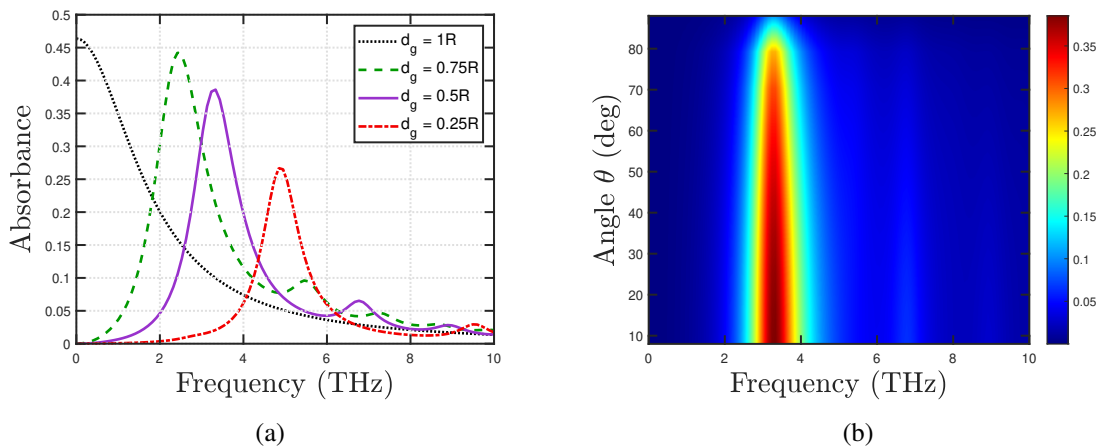 0.5
0.45
0.4
0.35
0.3
0.25
0.2
0.15
0.1
0.05
0
Absorbance
d_g = 1R
d_g = 0.75R
d_g = 0.5R
d_g = 0.25R
0 2 4 6 8 10
Frequency (THz)
(a)
80
70
60
50
40
30
20
10
Angle θ (deg)
0 2 4 6 8 10
Frequency (THz)
0.35
0.3
0.25
0.2
0.15
0.1
0.05
(b)